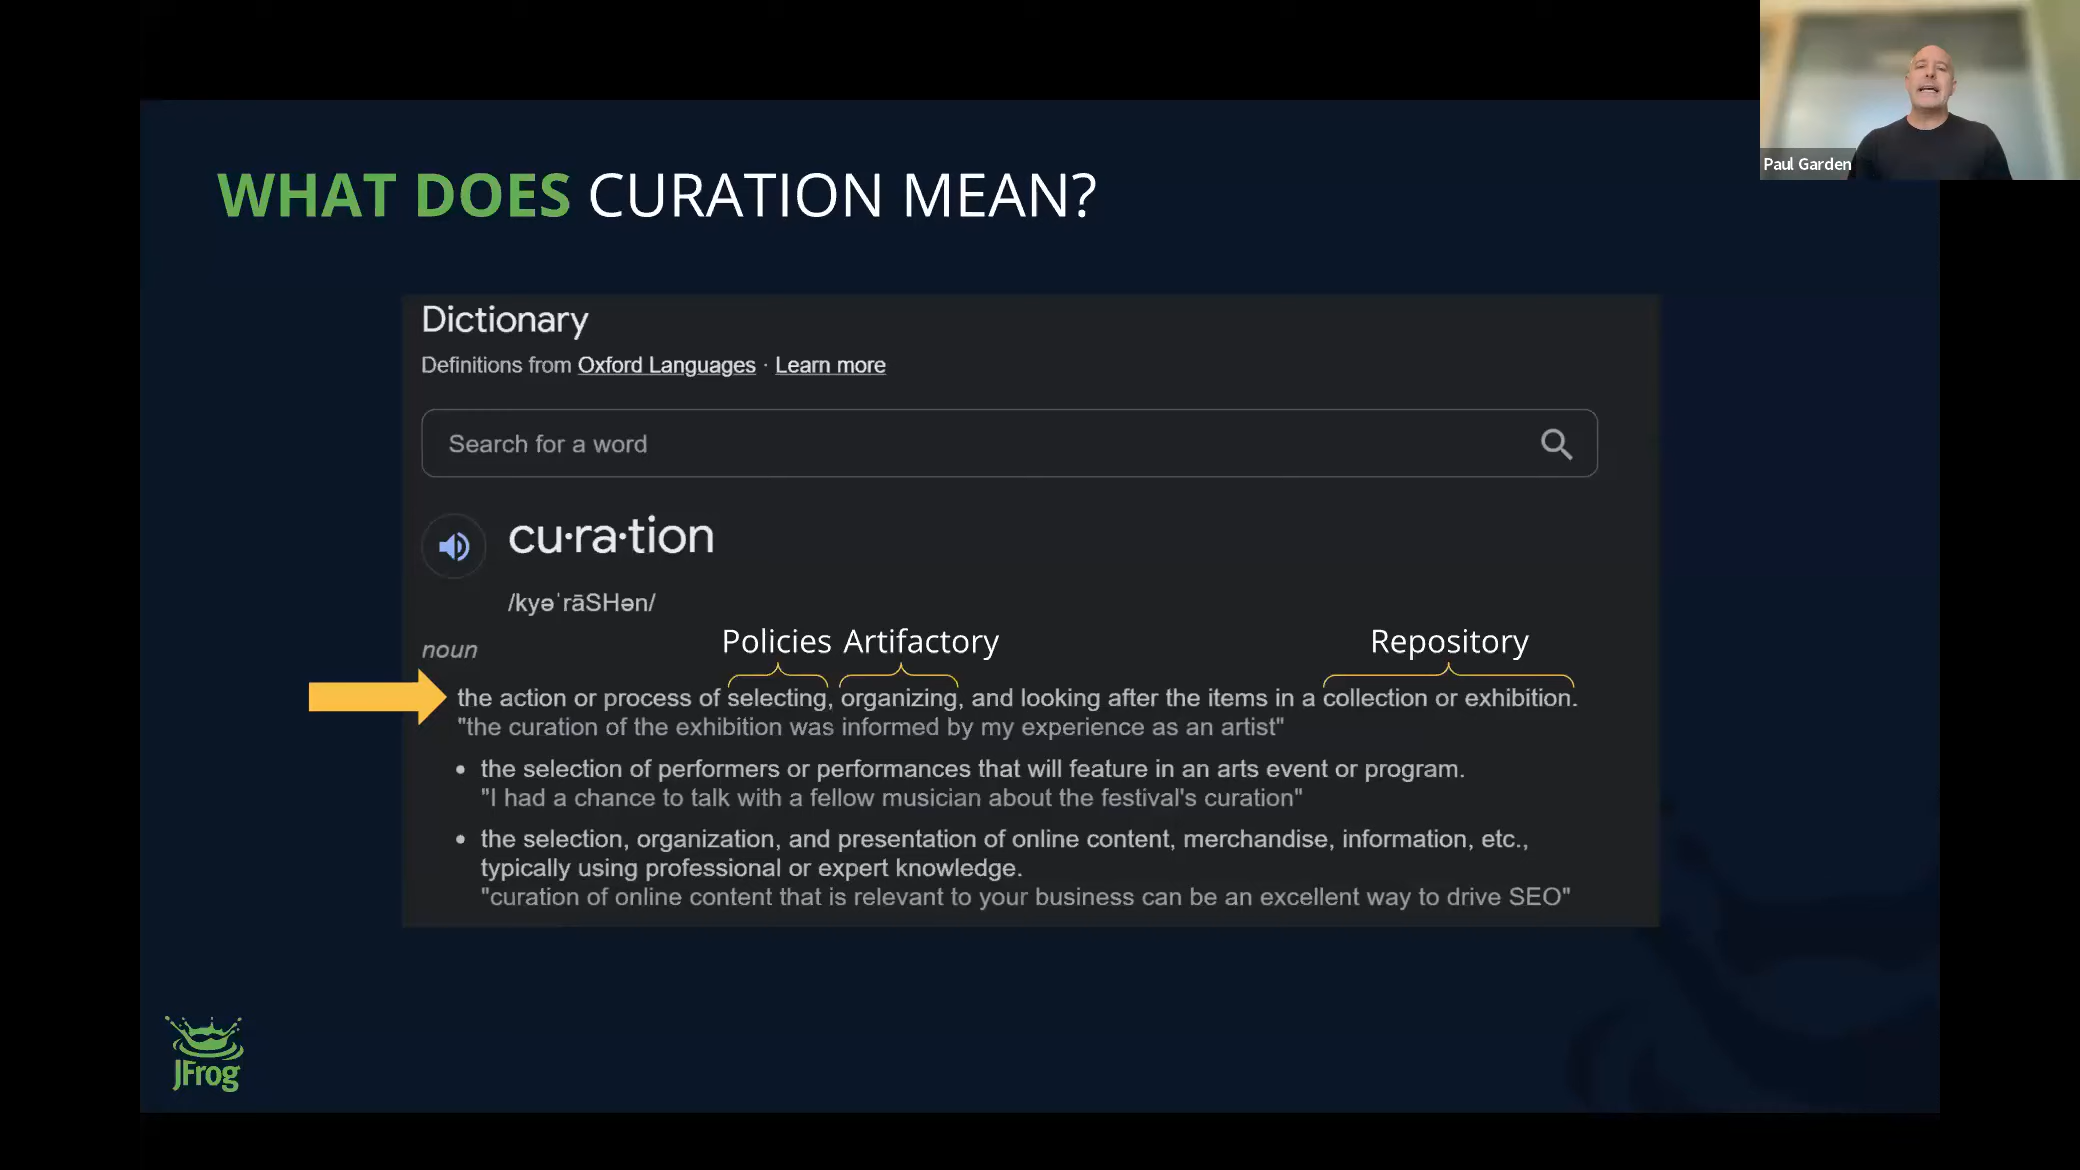 Paul Garden
WHAT DOES CURATION MEAN?
Dictionary
Definitions from Oxford Languages · Learn more
Search for a word
cu·ra·tion
/kyəˈrāSHən/
noun
Policies Artifactory Repository
the action or process of selecting, organizing, and looking after the items in a collection or exhibition.
"the curation of the exhibition was informed by my experience as an artist"
• the selection of performers or performances that will feature in an arts event or program.
"I had a chance to talk with a fellow musician about the festival's curation"
• the selection, organization, and presentation of online content, merchandise, information, etc.,
typically using professional or expert knowledge.
"curation of online content that is relevant to your business can be an excellent way to drive SEO"
JFrog